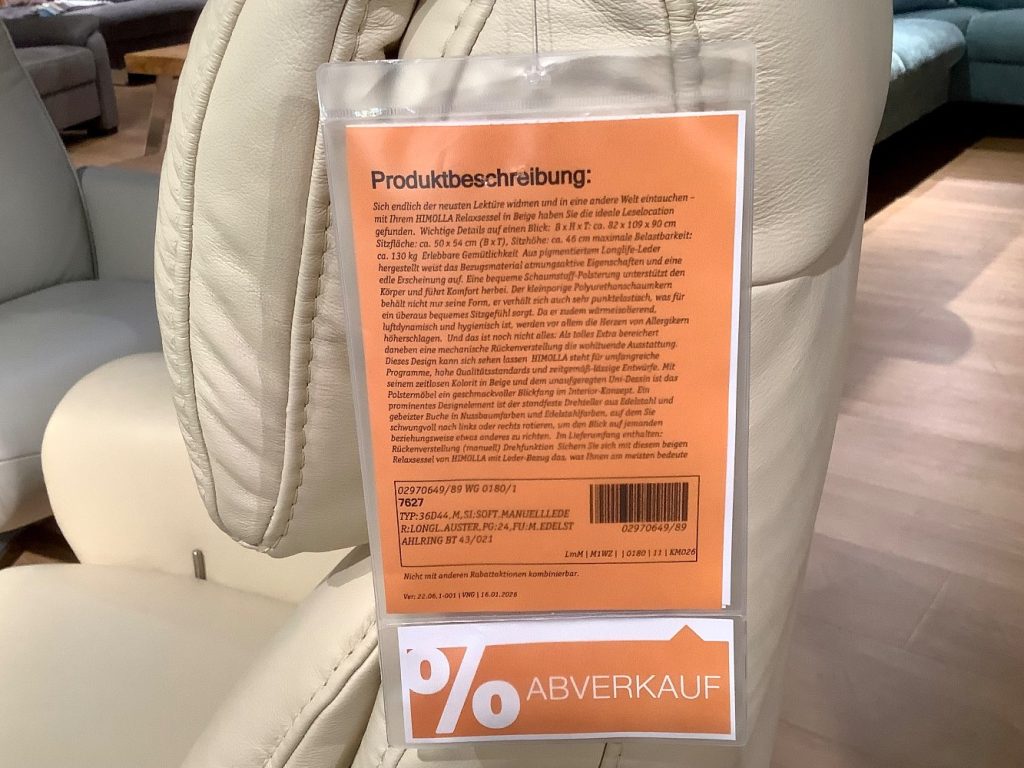 Produktbeschreibung:
Sich endlich der neusten Lektüre widmen und in eine andere Welt eintauchen –
mit Ihrem HIMOLLA Relaxsessel in Beige haben Sie die ideale Leselocation
gefunden. Wichtige Details auf einen Blick: B x H x T: ca. 82 x 109 x 90 cm
Sitzfläche: ca. 50 x 54 cm (B x T), Sitzhöhe: ca. 46 cm maximale Belastbarkeit:
ca. 130 kg Erlebbare Gemütlichkeit Aus pigmentiertem Longlife-Leder
hergestellt weist das Bezugsmaterial atmungsaktive Eigenschaften und eine
edle Erscheinung auf. Eine bequeme Schaumstoff-Polsterung unterstützt den
Körper und führt Komfort herbei. Der kleinporige Polyurethanschaumkern
behält nicht nur seine Form, er verhält sich auch sehr punktelastisch, was für
ein überaus bequemes Sitzgefühl sorgt. Da er zudem wärmeisolierend,
luftdynamisch und hygienisch ist, werden vor allem die Herzen von Allergikern
höherschlagen. Und das ist noch nicht alles: Als tolles Extra bereichert
daneben eine mechanische Rückenverstellung die wohltuende Ausstattung.
Dieses Design kann sich sehen lassen HIMOLLA steht für umfangreiche
Programme, hohe Qualitätsstandards und zeitgemäß-lässige Entwürfe. Mit
seinem zeitlosen Kolorit in Beige und dem unaufgeregten Uni-Dessin ist das
Polstermöbel ein geschmackvoller Blickfang im Interior-Konzept. Ein
prominentes Designelement ist der standfeste Drehteller aus Edelstahl und
gebeizter Buche in Nussbaumfarben und Edelstahlfarben, auf dem Sie
schwungvoll nach links oder rechts rotieren, um den Blick auf jemanden
beziehungsweise etwas anderes zu richten. Im Lieferumfang enthalten:
Rückenverstellung (manuell) Drehfunktion Sichern Sie sich mit diesem beigen
Relaxsessel von HIMOLLA mit Leder-Bezug das, was Ihnen am meisten bedeute
02970649/89 WG 0180/1
7627
TYP:36D44,M,SI:SOFT.MANUELLLEDE
R:LONGL.AUSTER,PG:24,FU:M.EDELST
AHLRING BT 43/021
02970649/89
LmM | M1WZ | | 0180 | 11 | KM026
Nicht mit anderen Rabattaktionen kombinierbar.
Ver: 22.06.1-001 | VNG | 16.01.2026
% ABVERKAUF